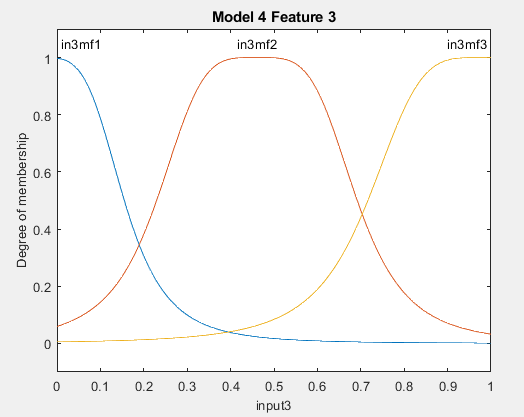 Model 4 Feature 3
in3mf1 in3mf2 in3mf3
1
0.8
0.6
0.4
0.2
0
Degree of membership
0 0.1 0.2 0.3 0.4 0.5 0.6 0.7 0.8 0.9 1
input3